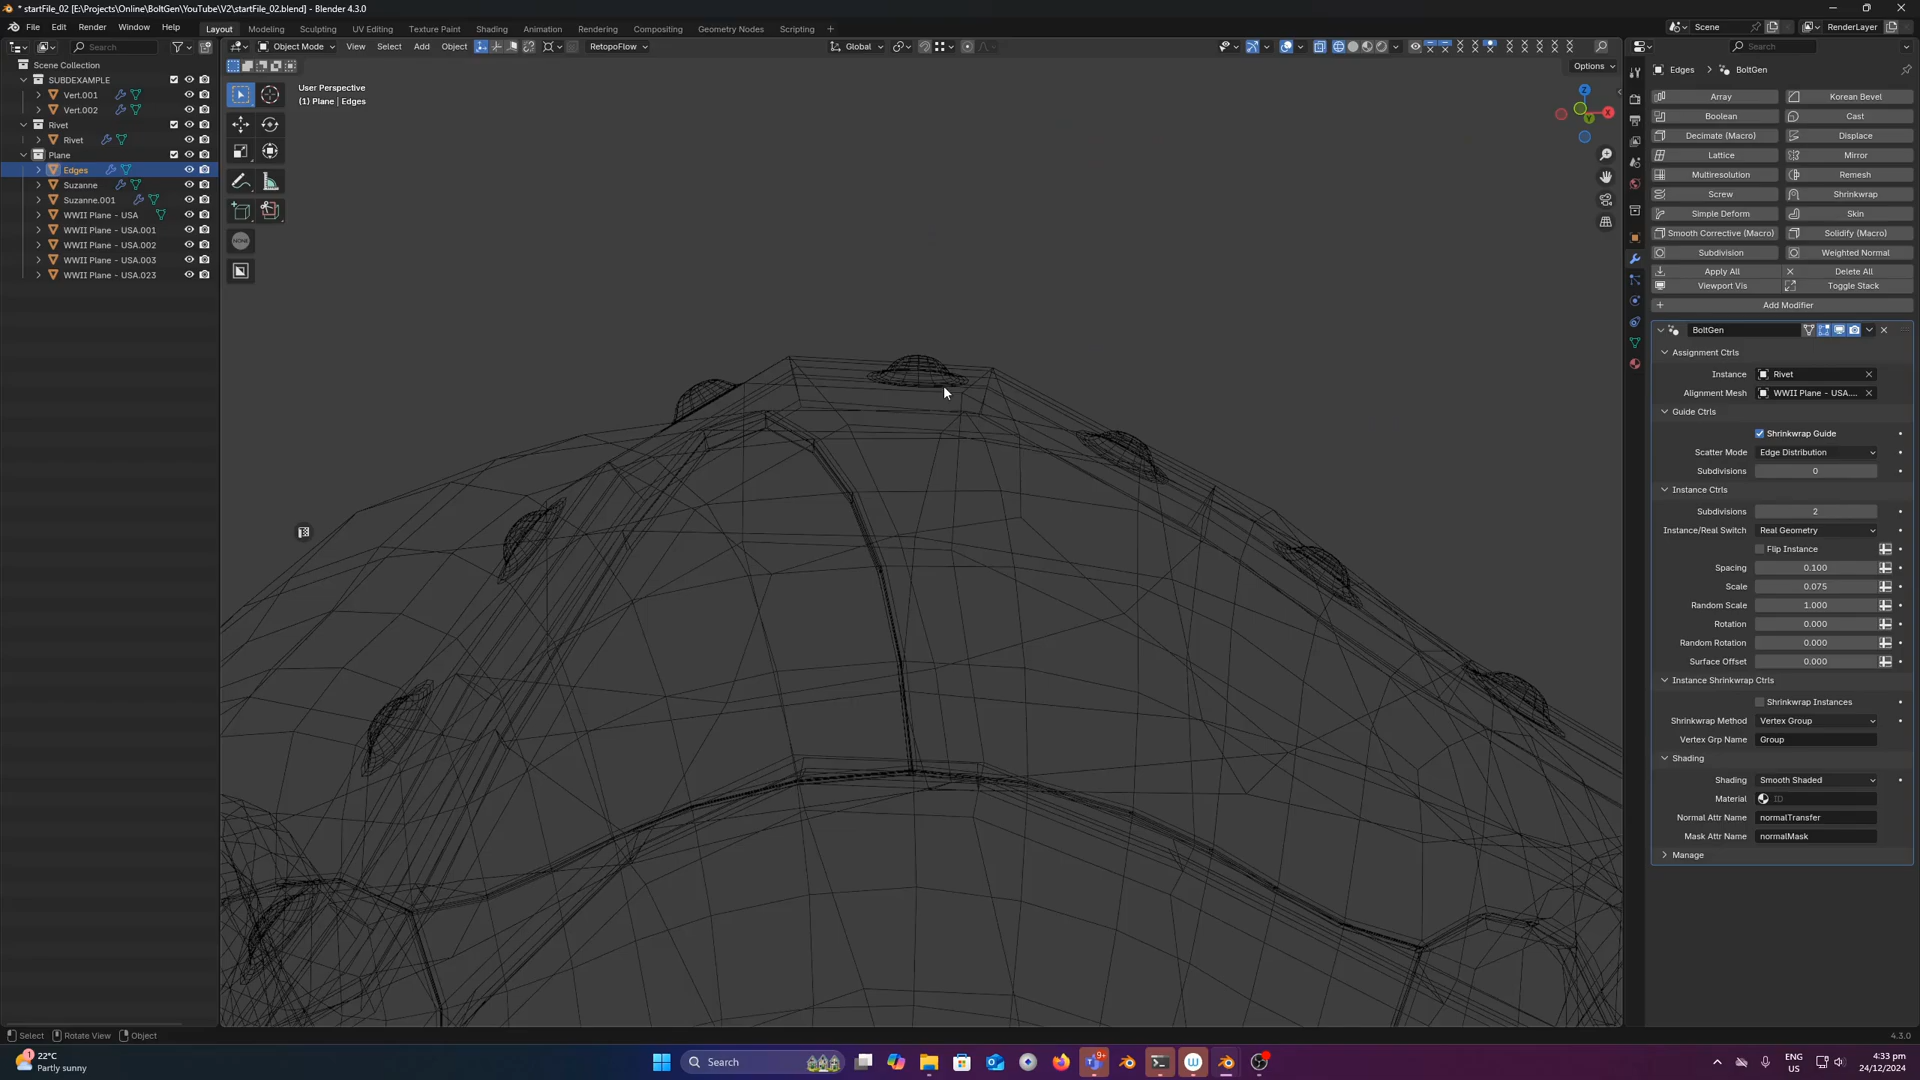 * startFile_02 [E:\Projects\Online\BoltGen\YouTube\V2\startFile_02.blend] - Blender 4.3.0
File Edit Render Window Help
Layout Sculpting UV Editing Texture Paint Shading Animation Rendering Compositing Geometry Nodes Scripting +
Scene
RenderLayer
Search
Object Mode
View Select Add Object
RetopoFlow
Global
Search
Options
Scene Collection
SUBDEXAMPLE
Vert.001
Vert.002
Rivet
Rivet
Plane
Edges
Suzanne
Suzanne.001
WWII Plane - USA
WWII Plane - USA.001
WWII Plane - USA.002
WWII Plane - USA.003
WWII Plane - USA.023
User Perspective
(1) Plane | Edges
NONE
Z
X
Y
Edges > BoltGen
Array
Korean Bevel
Boolean
Cast
Decimate (Macro)
Displace
Lattice
Mirror
Multiresolution
Remesh
Screw
Shrinkwrap
Simple Deform
Skin
Smooth Corrective (Macro)
Solidify (Macro)
Subdivision
Weighted Normal
Apply All
Delete All
Viewport Vis
Toggle Stack
Add Modifier
BoltGen
Assignment Ctrls
Instance Rivet
Alignment Mesh WWII Plane - USA....
Guide Ctrls
Shrinkwrap Guide
Scatter Mode Edge Distribution
Subdivisions 0
Instance Ctrls
Subdivisions 2
Instance/Real Switch Real Geometry
Flip Instance
Spacing 0.100
Scale 0.075
Random Scale 1.000
Rotation 0.000
Random Rotation 0.000
Surface Offset 0.000
Instance Shrinkwrap Ctrls
Shrinkwrap Instances
Shrinkwrap Method Vertex Group
Vertex Grp Name Group
Shading
Shading Smooth Shaded
Material ID
Normal Attr Name normalTransfer
Mask Attr Name normalMask
Manage
Select Rotate View Object
4.3.0
1
22°C
Partly sunny
Search
9+
ENG
US
4:33 pm
24/12/2024